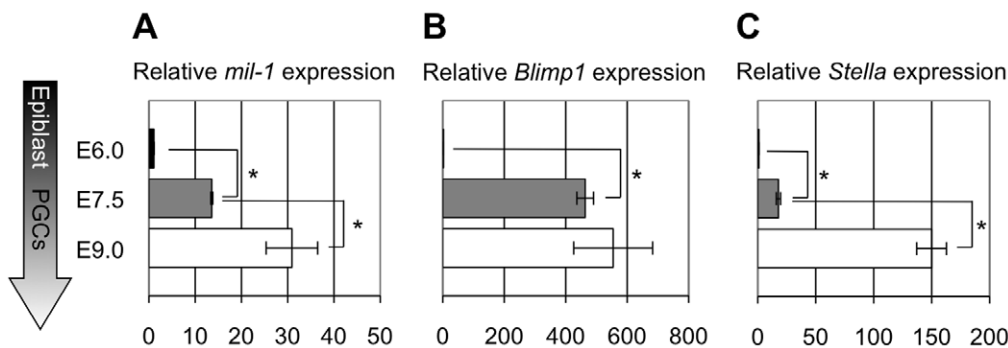 A
B
C
Relative mil-1 expression
Relative Blimp1 expression
Relative Stella expression
Epiblast PGCs
E6.0
E7.5
E9.0
*
*
*
*
*
0 10 20 30 40 50
0 200 400 600 800
0 50 100 150 200